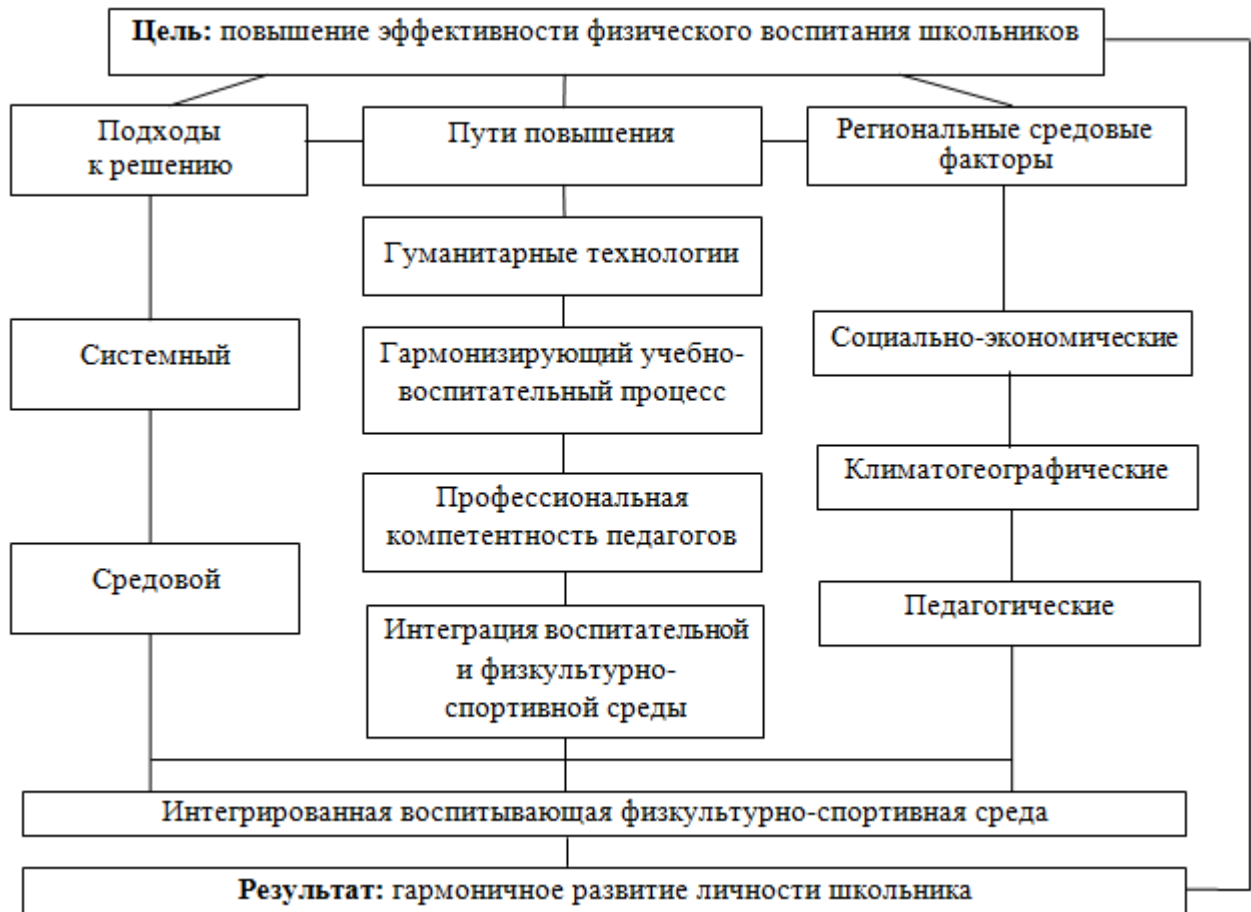 Цель: повышение эффективности физического воспитания школьников
Подходы
к решению
Пути повышения
Региональные средовые
факторы
Гуманитарные технологии
Системный
Гармонизирующий учебно-
воспитательный процесс
Социально-экономические
Климатогеографические
Профессиональная
компетентность педагогов
Средовой
Педагогические
Интеграция воспитательной
и физкультурно-
спортивной среды
Интегрированная воспитывающая физкультурно-спортивная среда
Результат: гармоничное развитие личности школьника